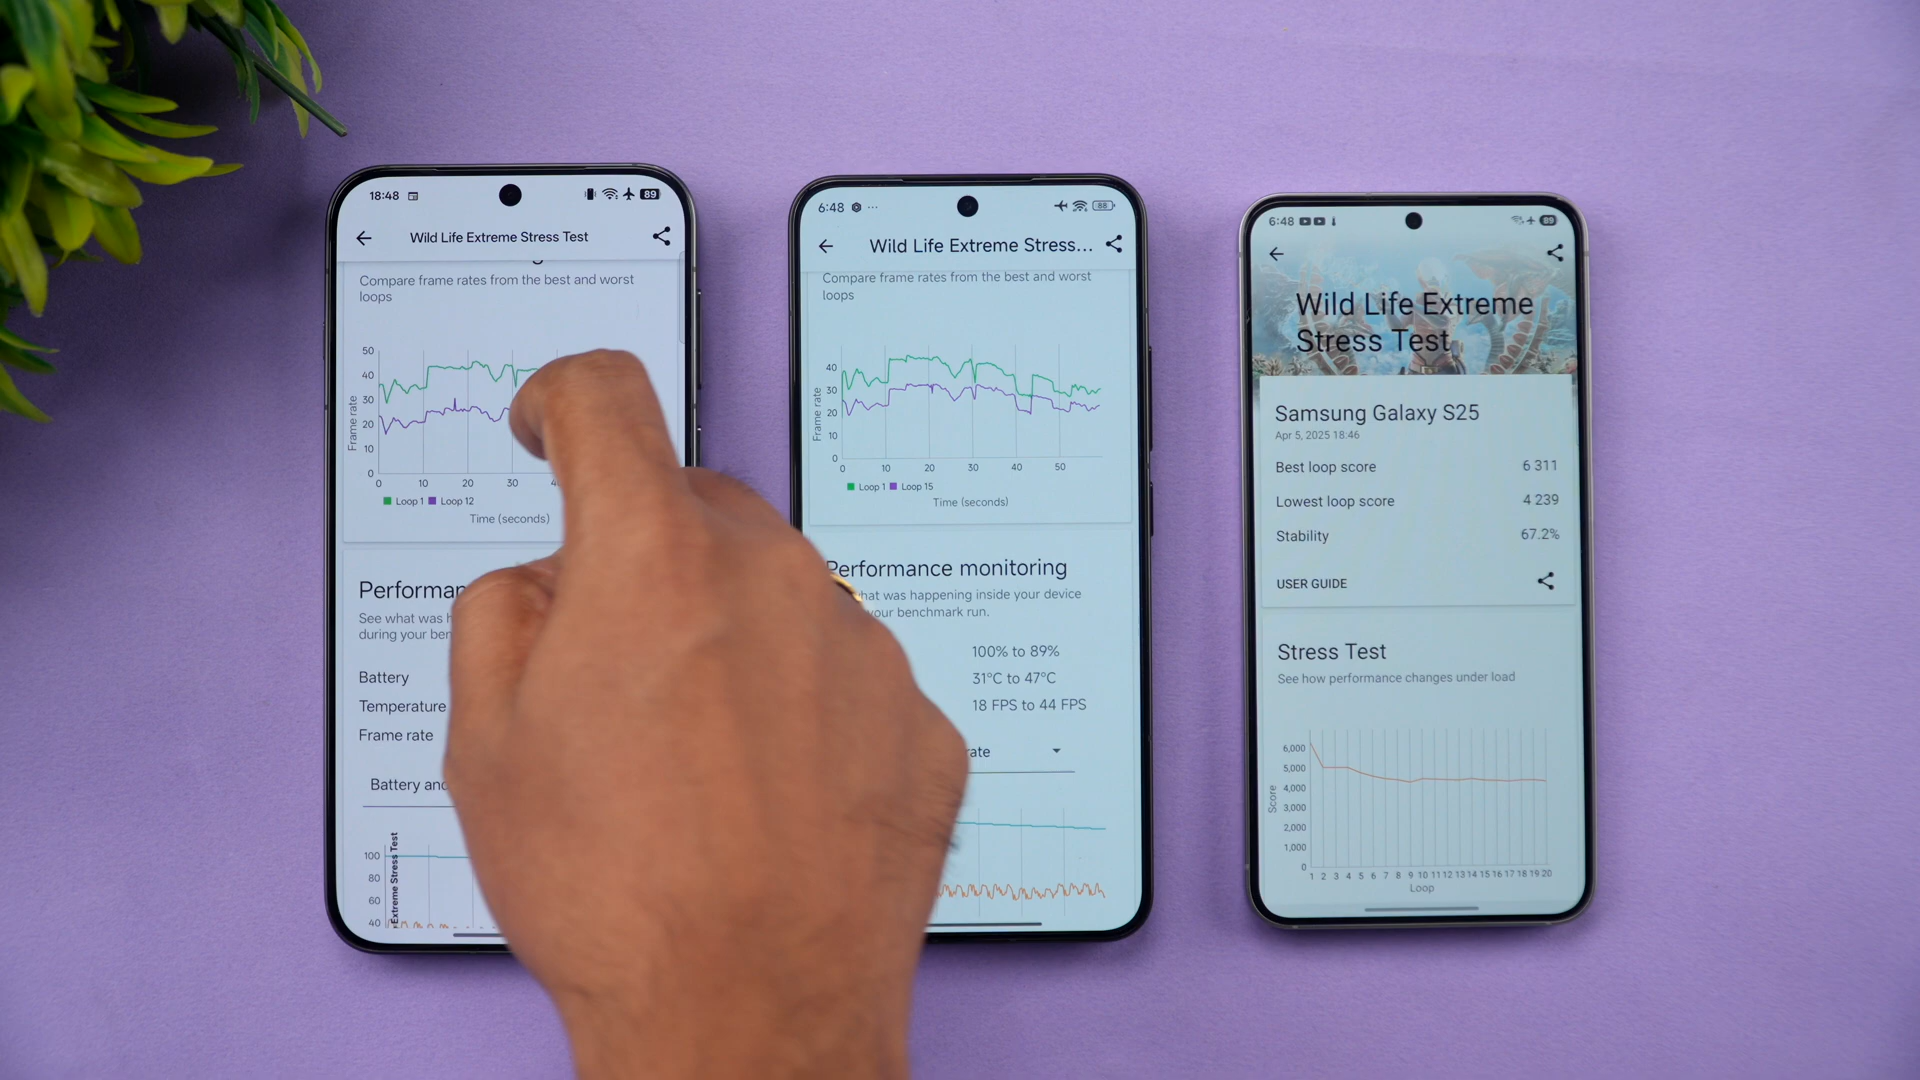 18:48
89
Wild Life Extreme Stress Test
Compare frame rates from the best and worst
loops
50
40
30
20
10
0
Frame rate
0 10 20 30
Loop 1 Loop 12
Time (seconds)
See what was
during your
Battery
Temperature
Frame rate
Battery
100
80
60
40
Extreme Stress Test
6:48 ...
88
Wild Life Extreme Stress...
Compare frame rates from the best and worst
loops
40
30
20
10
0
Frame rate
0 10 20 30 40 50
Loop 1 Loop 15
Time (seconds)
Performance monitoring
what was happening inside your device
your benchmark run.
100% to 89%
31°C to 47°C
18 FPS to 44 FPS
6:48
89
Wild Life Extreme
Stress Test
Samsung Galaxy S25
Apr 5, 2025 18:46
Best loop score 6 311
Lowest loop score 4 239
Stability 67.2%
USER GUIDE
Stress Test
See how performance changes under load
6,000
5,000
4,000
3,000
2,000
1,000
0
Score
1 2 3 4 5 6 7 8 9 10 11 12 13 14 15 16 17 18 19 20
Loop